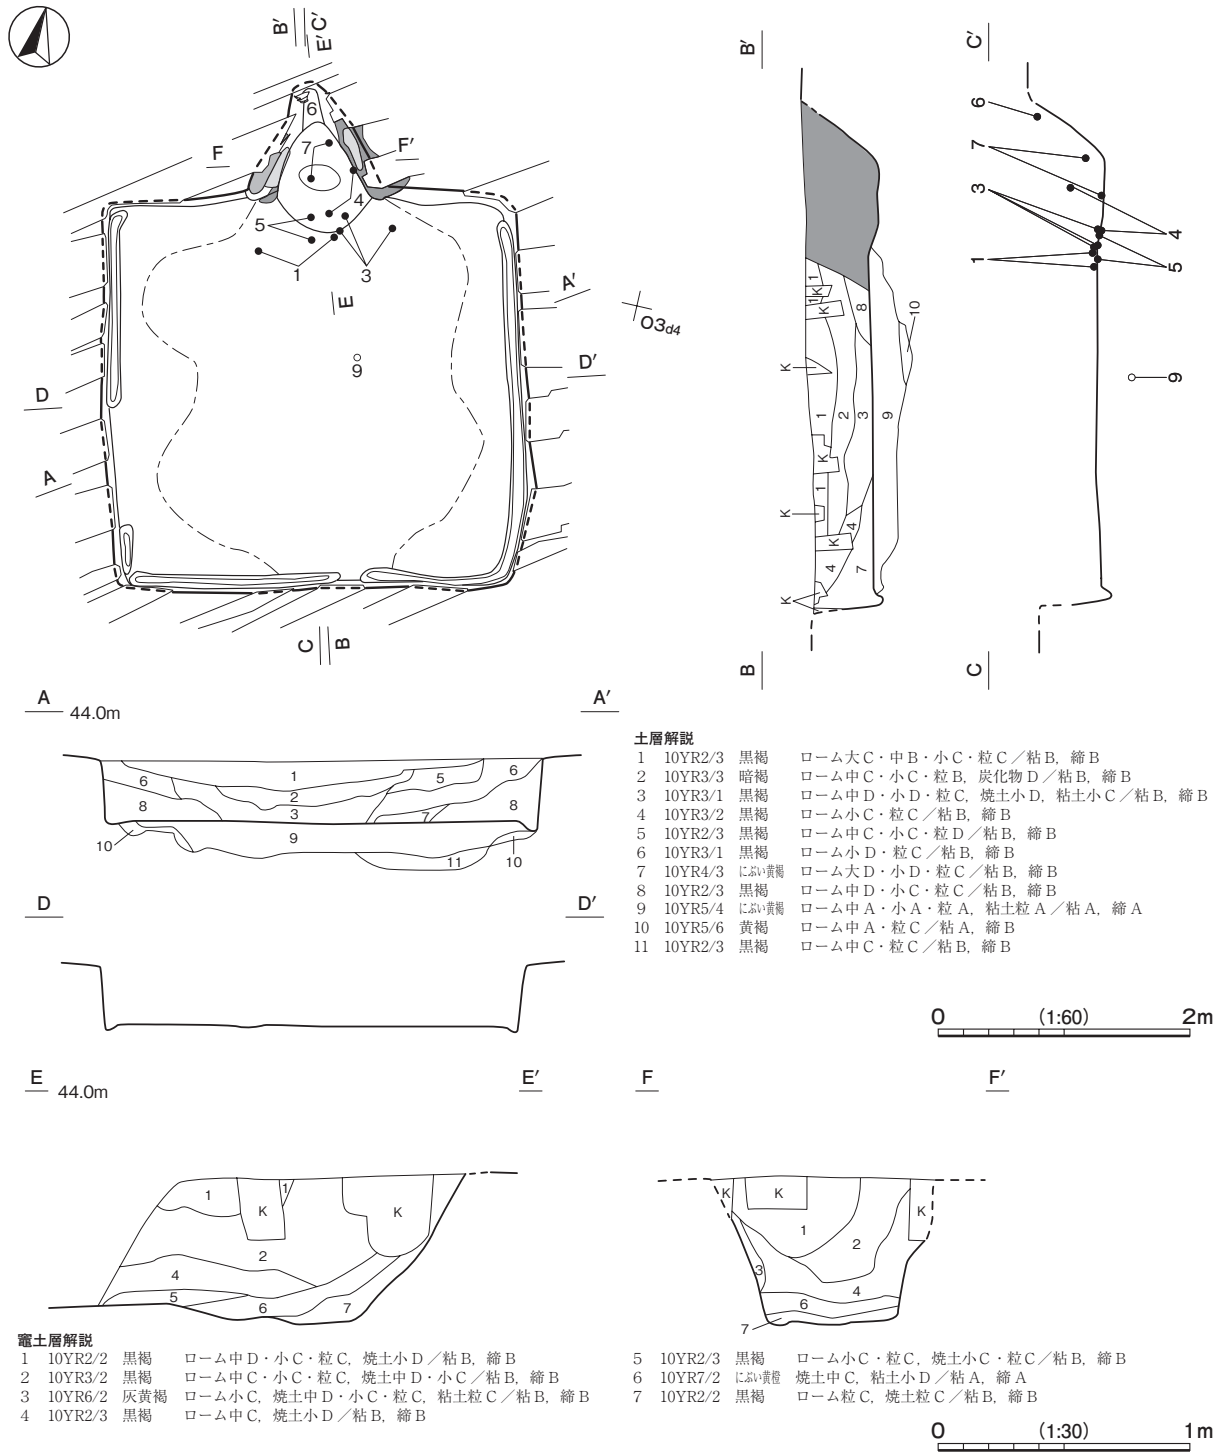 B′ C′
E′
6
7
F F′
4
5
1 3
E
A′
O3d4
9
D′
D
A
C B
B′
1
K
1
K
8
10
K
1 2 3 9
K
1
K
4
K
4 7
K
B
C′
6
7
3
4
1
5
9
C
A 44.0m A′
6 1 5 6
2
8 3 7 8
10 9 11 10
D D′
土層解説
1 10YR2/3 黒褐 ローム大C・中B・小C・粒C／粘B，締B
2 10YR3/3 暗褐 ローム中C・小C・粒B，炭化物D／粘B，締B
3 10YR3/1 黒褐 ローム中D・小D・粒C，焼土小D，粘土小C／粘B，締B
4 10YR3/2 黒褐 ローム小C・粒C／粘B，締B
5 10YR2/3 黒褐 ローム中C・小C・粒D／粘B，締B
6 10YR3/1 黒褐 ローム小D・粒C／粘B，締B
7 10YR4/3 にぶい黄褐 ローム大D・小D・粒C／粘B，締B
8 10YR2/3 黒褐 ローム中D・小C・粒C／粘B，締B
9 10YR5/4 にぶい黄褐 ローム中A・小A・粒A，粘土粒A／粘A，締A
10 10YR5/6 黄褐 ローム中A・粒C／粘A，締B
11 10YR2/3 黒褐 ローム中C・粒C／粘B，締B
0 (1:60) 2m
E 44.0m E′
1 K 1 K
2
4
5 6 7
F F′
K K K
1 2
3 4
6
7
竈土層解説
1 10YR2/2 黒褐 ローム中D・小C・粒C，焼土小D／粘B，締B
2 10YR3/2 黒褐 ローム中C・小C・粒C，焼土中D・小C／粘B，締B
3 10YR6/2 灰黄褐 ローム小C，焼土中D・小C・粒C，粘土粒C／粘B，締B
4 10YR2/3 黒褐 ローム中C，焼土小D／粘B，締B
5 10YR2/3 黒褐 ローム小C・粒C，焼土小C・粒C／粘B，締B
6 10YR7/2 にぶい黄橙 焼土中C，粘土小D／粘A，締A
7 10YR2/2 黒褐 ローム粒C，焼土粒C／粘B，締B
0 (1:30) 1m